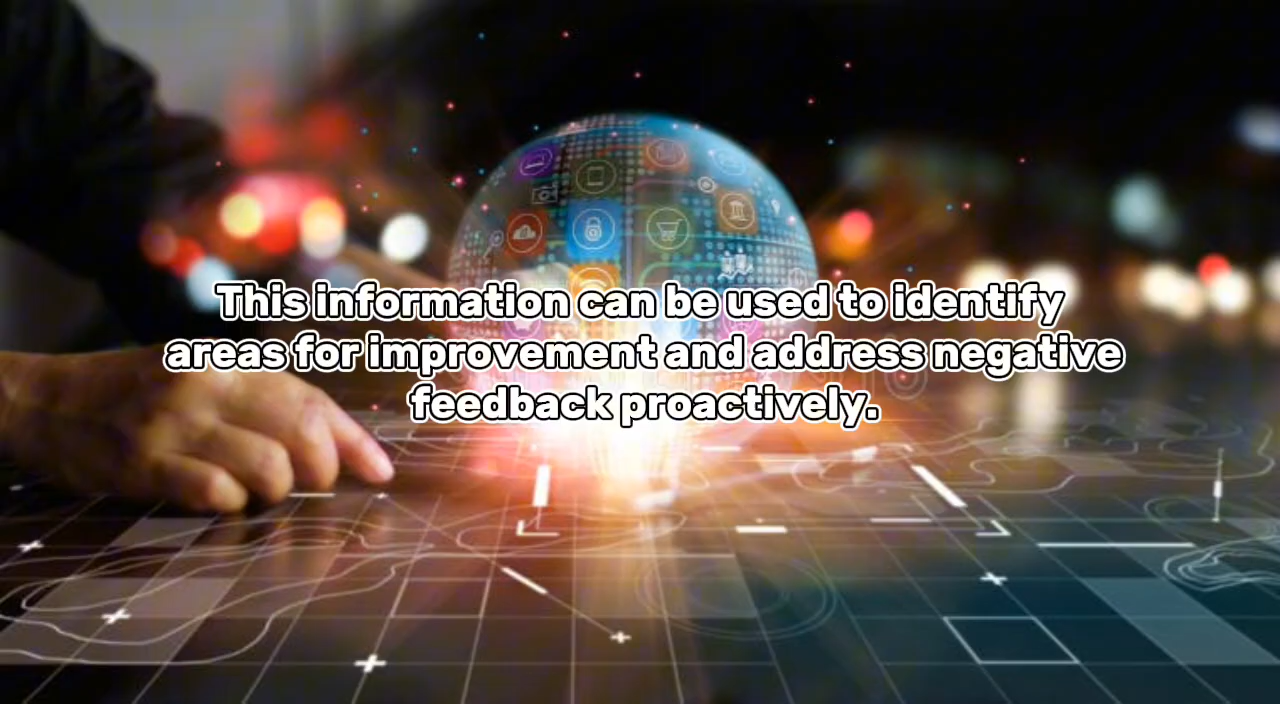 This information can be used to identify
areas for improvement and address negative
feedback proactively.